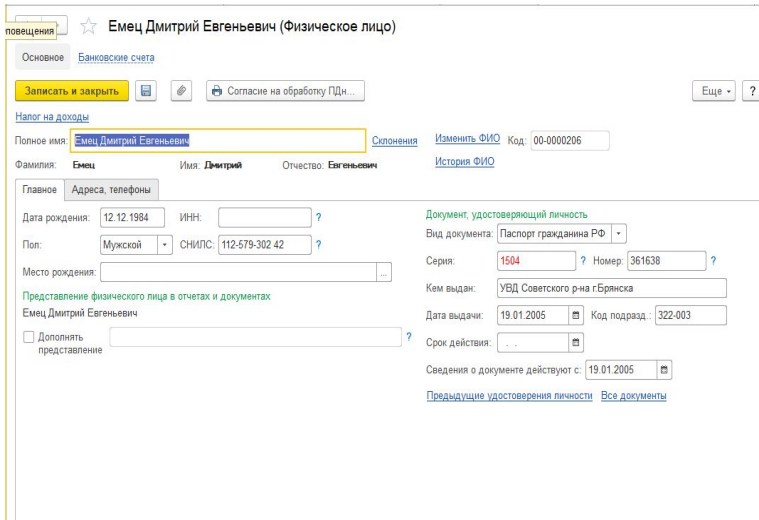 повещения
Емец Дмитрий Евгеньевич (Физическое лицо)
Основное Банковские счета
Записать и закрыть Согласие на обработку ПДн... Еще ?
Налог на доходы
Полное имя: Емец Дмитрий Евгеньевич Склонения Изменить ФИО Код: 00-0000206
Фамилия: Емец Имя: Дмитрий Отчество: Евгеньевич История ФИО
Главное Адреса, телефоны
Дата рождения: 12.12.1984 ИНН: ? Документ, удостоверяющий личность
Вид документа: Паспорт гражданина РФ
Пол: Мужской СНИЛС: 112-579-302 42 ?
Серия: 1504 ? Номер: 361638 ?
Место рождения: ...
Кем выдан: УВД Советского р-на г.Брянска
Представление физического лица в отчетах и документах
Емец Дмитрий Евгеньевич
Дата выдачи: 19.01.2005 Код подразд.: 322-003
Дополнять представление ?
Срок действия: . .
Сведения о документе действуют с: 19.01.2005
Предыдущие удостоверения личности Все документы